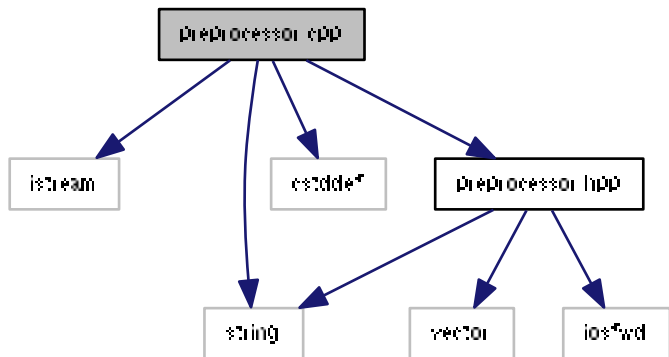 preprocessor.cpp
istream
cstddef
preprocessor.hpp
string
vector
iosfwd